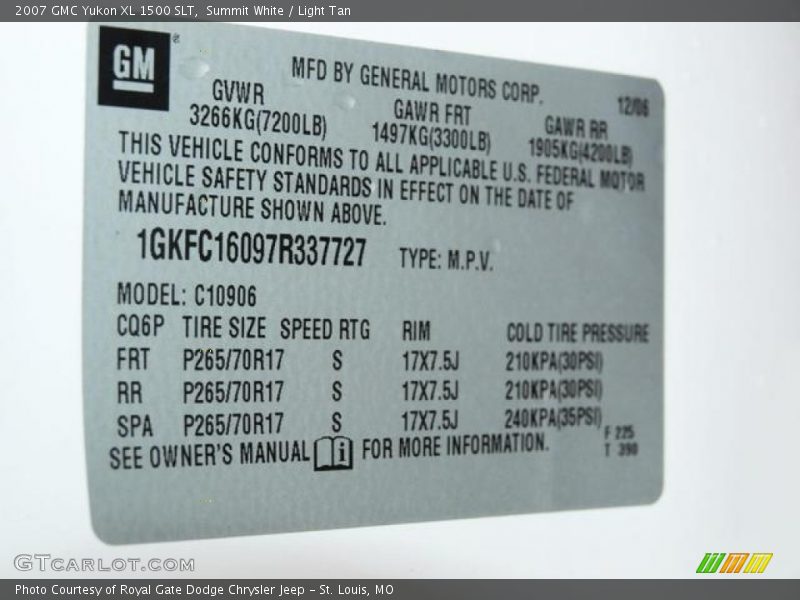 2007 GMC Yukon XL 1500 SLT, Summit White / Light Tan
GM
MFD BY GENERAL MOTORS CORP.
12/06
GVWR GAWR FRT GAWR RR
3266KG(7200LB) 1497KG(3300LB) 1905KG(4200LB)
THIS VEHICLE CONFORMS TO ALL APPLICABLE U.S. FEDERAL MOTOR
VEHICLE SAFETY STANDARDS IN EFFECT ON THE DATE OF
MANUFACTURE SHOWN ABOVE.
1GKFC16097R337727 TYPE: M.P.V.
MODEL: C10906
CQ6P TIRE SIZE SPEED RTG RIM COLD TIRE PRESSURE
FRT P265/70R17 S 17X7.5J 210KPA(30PSI)
RR P265/70R17 S 17X7.5J 210KPA(30PSI)
SPA P265/70R17 S 17X7.5J 240KPA(35PSI)
SEE OWNER'S MANUAL i FOR MORE INFORMATION.
F 225
T 390
GTCARLOT.COM
Photo Courtesy of Royal Gate Dodge Chrysler Jeep - St. Louis, MO